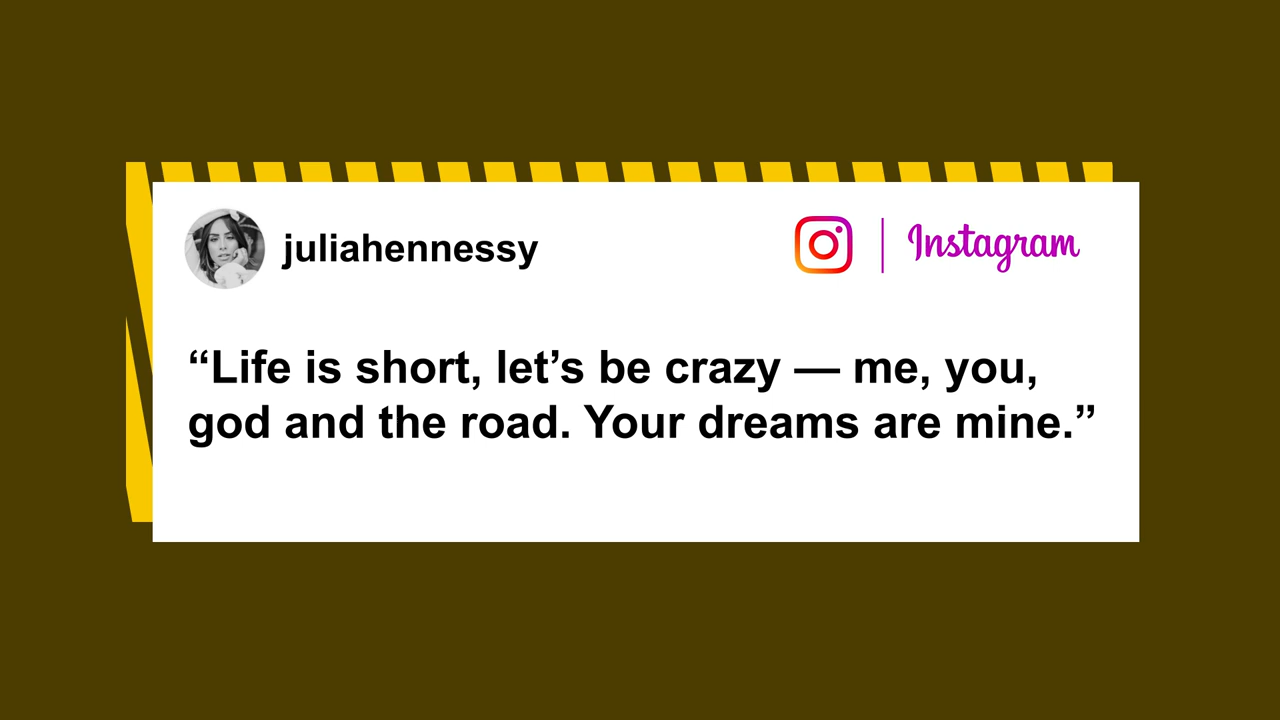 juliahennessy
Instagram
“Life is short, let’s be crazy — me, you,
god and the road. Your dreams are mine.”